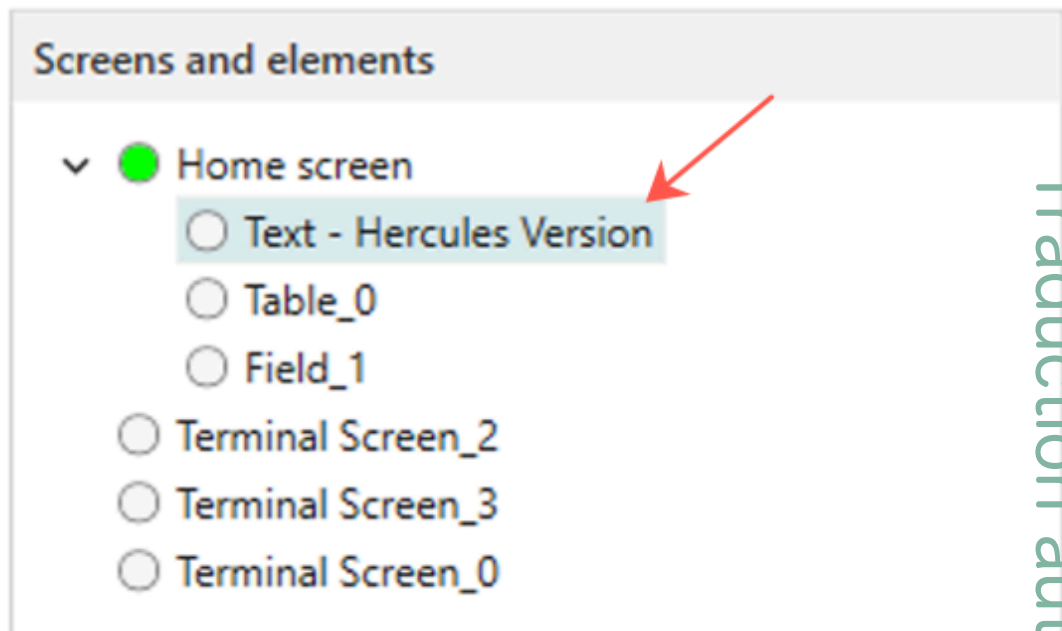 Screens and elements
Home screen
Text - Hercules Version
Table_0
Field_1
Terminal Screen_2
Terminal Screen_3
Terminal Screen_0